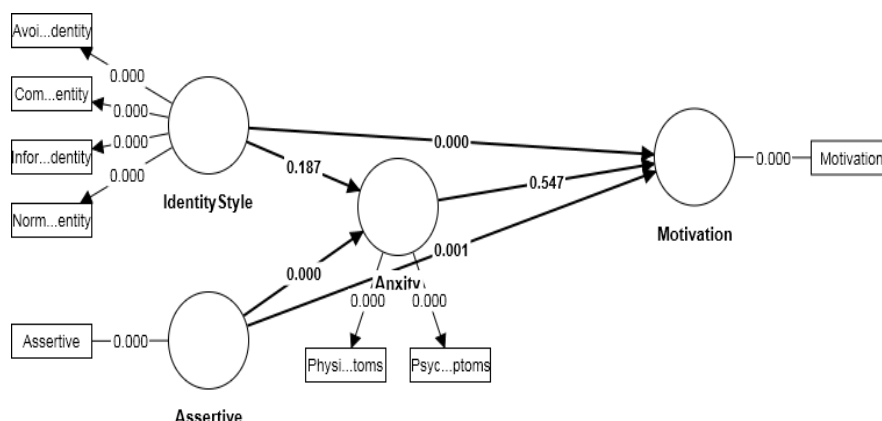 Avoi...dentity
0.000
Com...entity
0.000
Infor...dentity
0.000
Norm...entity
0.000
Identity Style
0.000
0.187
0.547
Motivation
0.000
Motivation
0.000
0.001
Anxity
0.000
0.000
Assertive
0.000
Assertive
Physi...toms
Psyc...ptoms